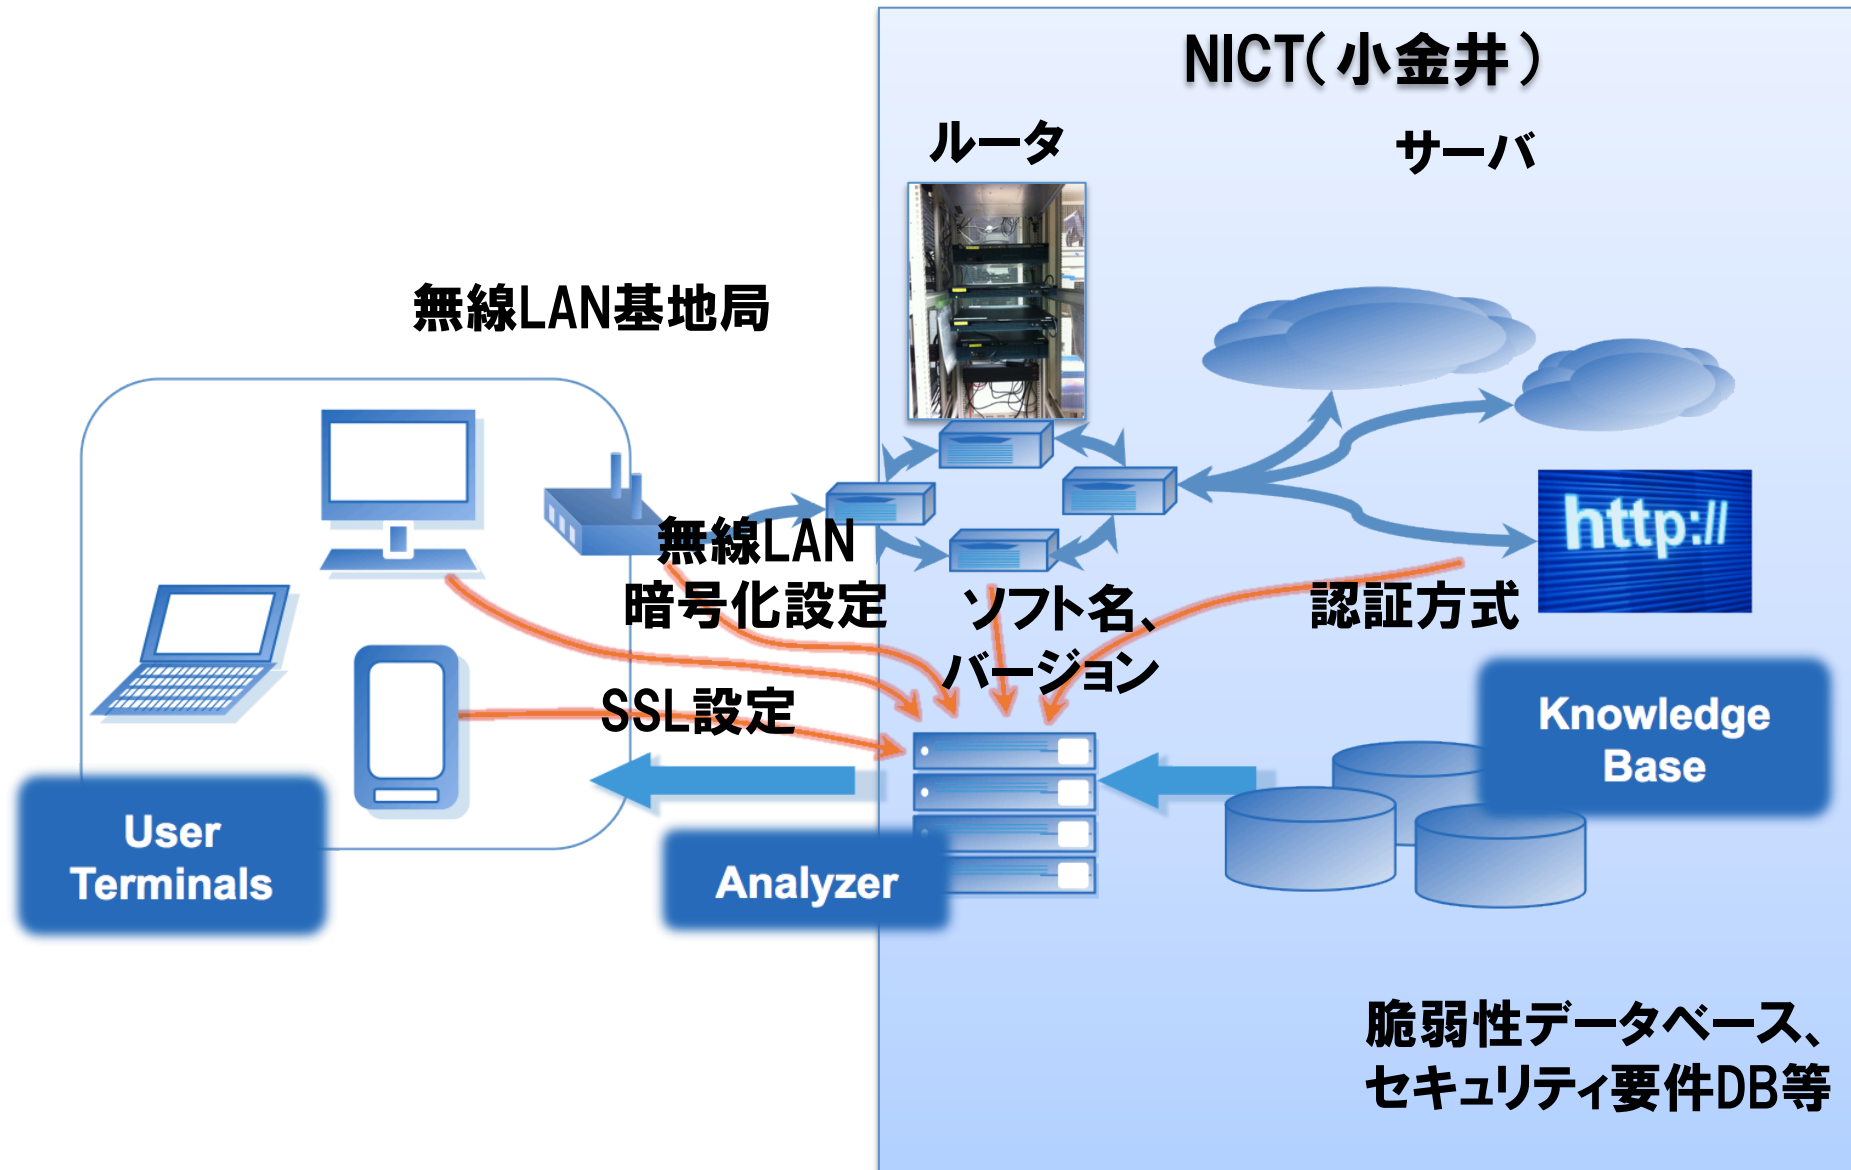 NICT(小金井)
ルータ
サーバ
無線LAN基地局
http://
無線LAN
暗号化設定
ソフト名、
バージョン
認証方式
SSL設定
Knowledge
Base
User
Terminals
Analyzer
脆弱性データベース、
セキュリティ要件DB等